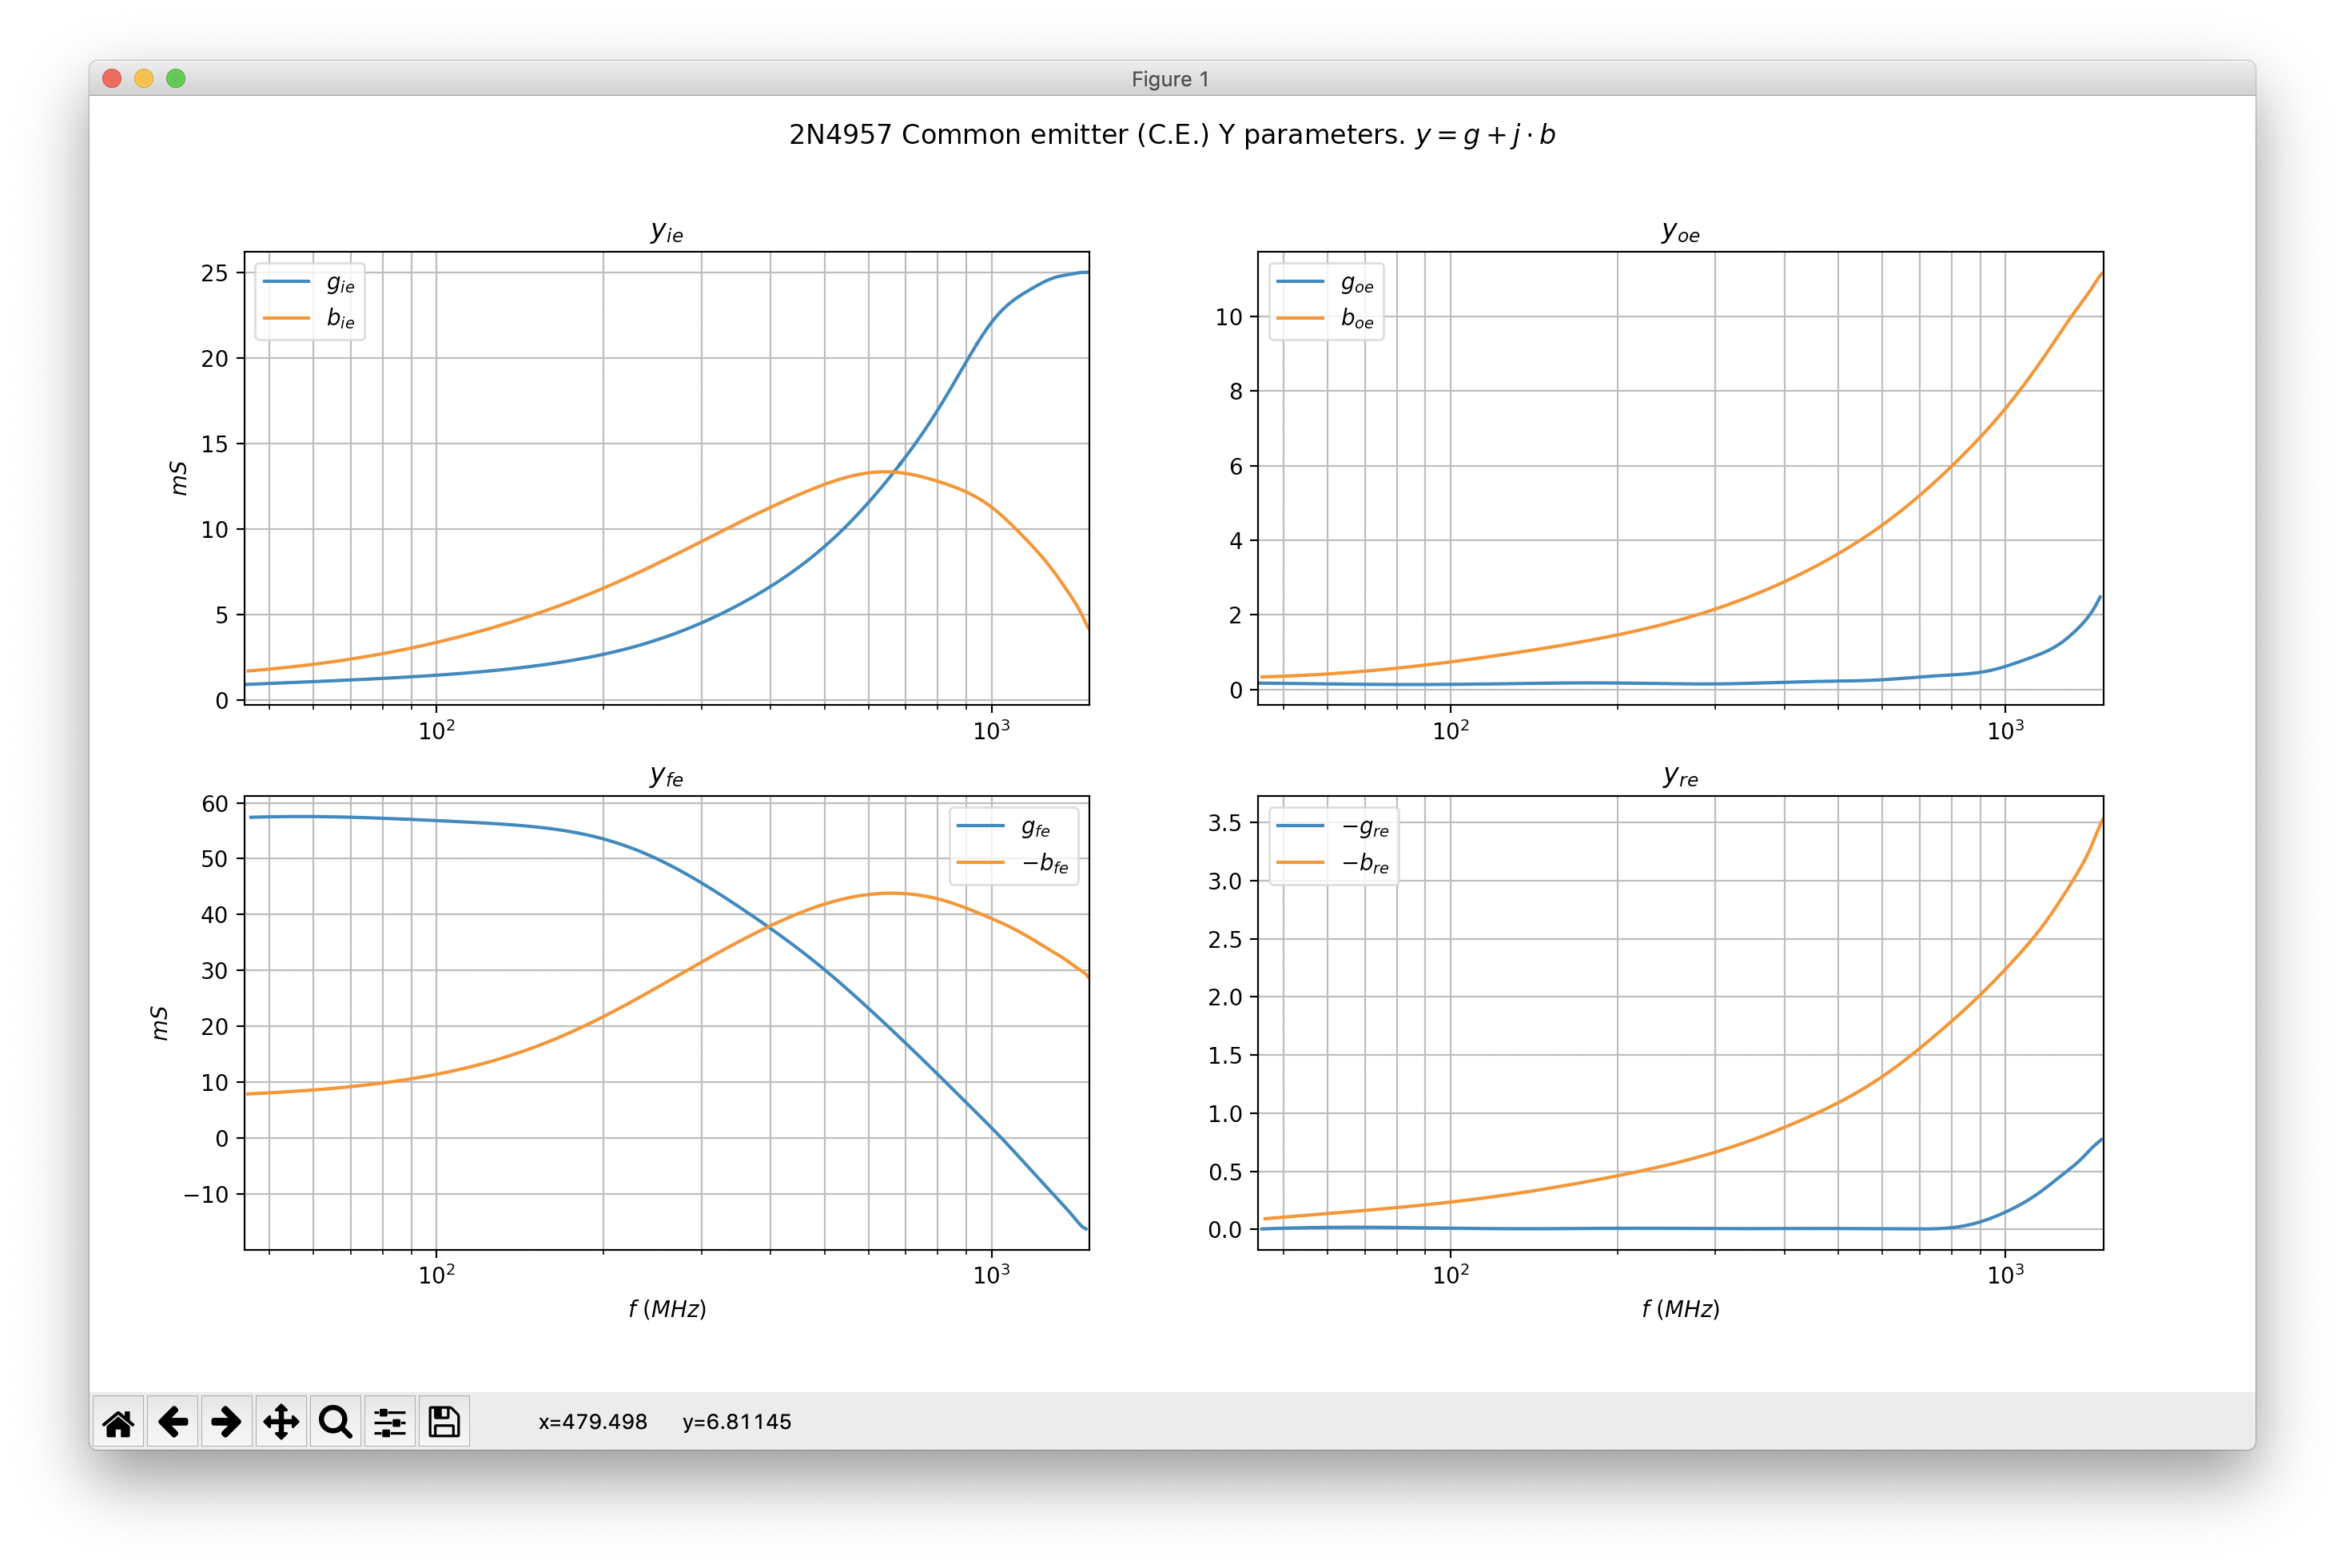 Figure 1
2N4957 Common emitter (C.E.) Y parameters. y = g + j · b
y_ie
25
20
15
10
5
0
mS
g_ie
b_ie
10²
10³
y_oe
10
8
6
4
2
0
g_oe
b_oe
10²
10³
y_fe
60
50
40
30
20
10
0
−10
mS
g_fe
−b_fe
10²
10³
f (MHz)
y_re
3.5
3.0
2.5
2.0
1.5
1.0
0.5
0.0
−g_re
−b_re
10²
10³
f (MHz)
x=479.498 y=6.81145